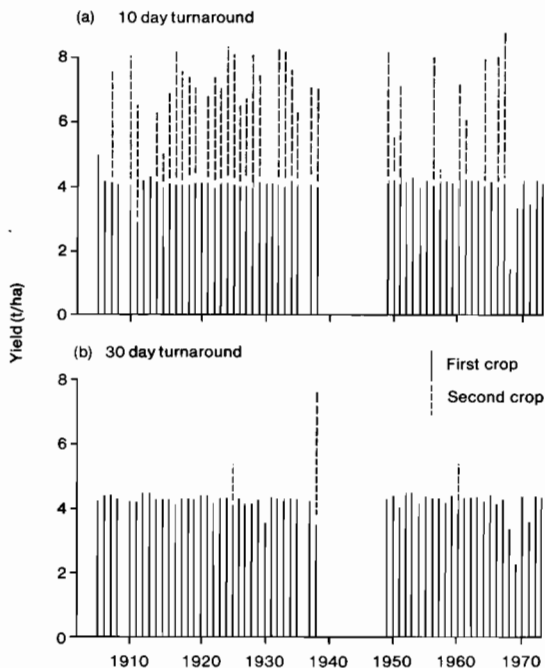 (a) 10 day turnaround
8
6
4
2
0
Yield (t/ha)
(b) 30 day turnaround
First crop
Second crop
8
6
4
2
0
1910 1920 1930 1940 1950 1960 1970